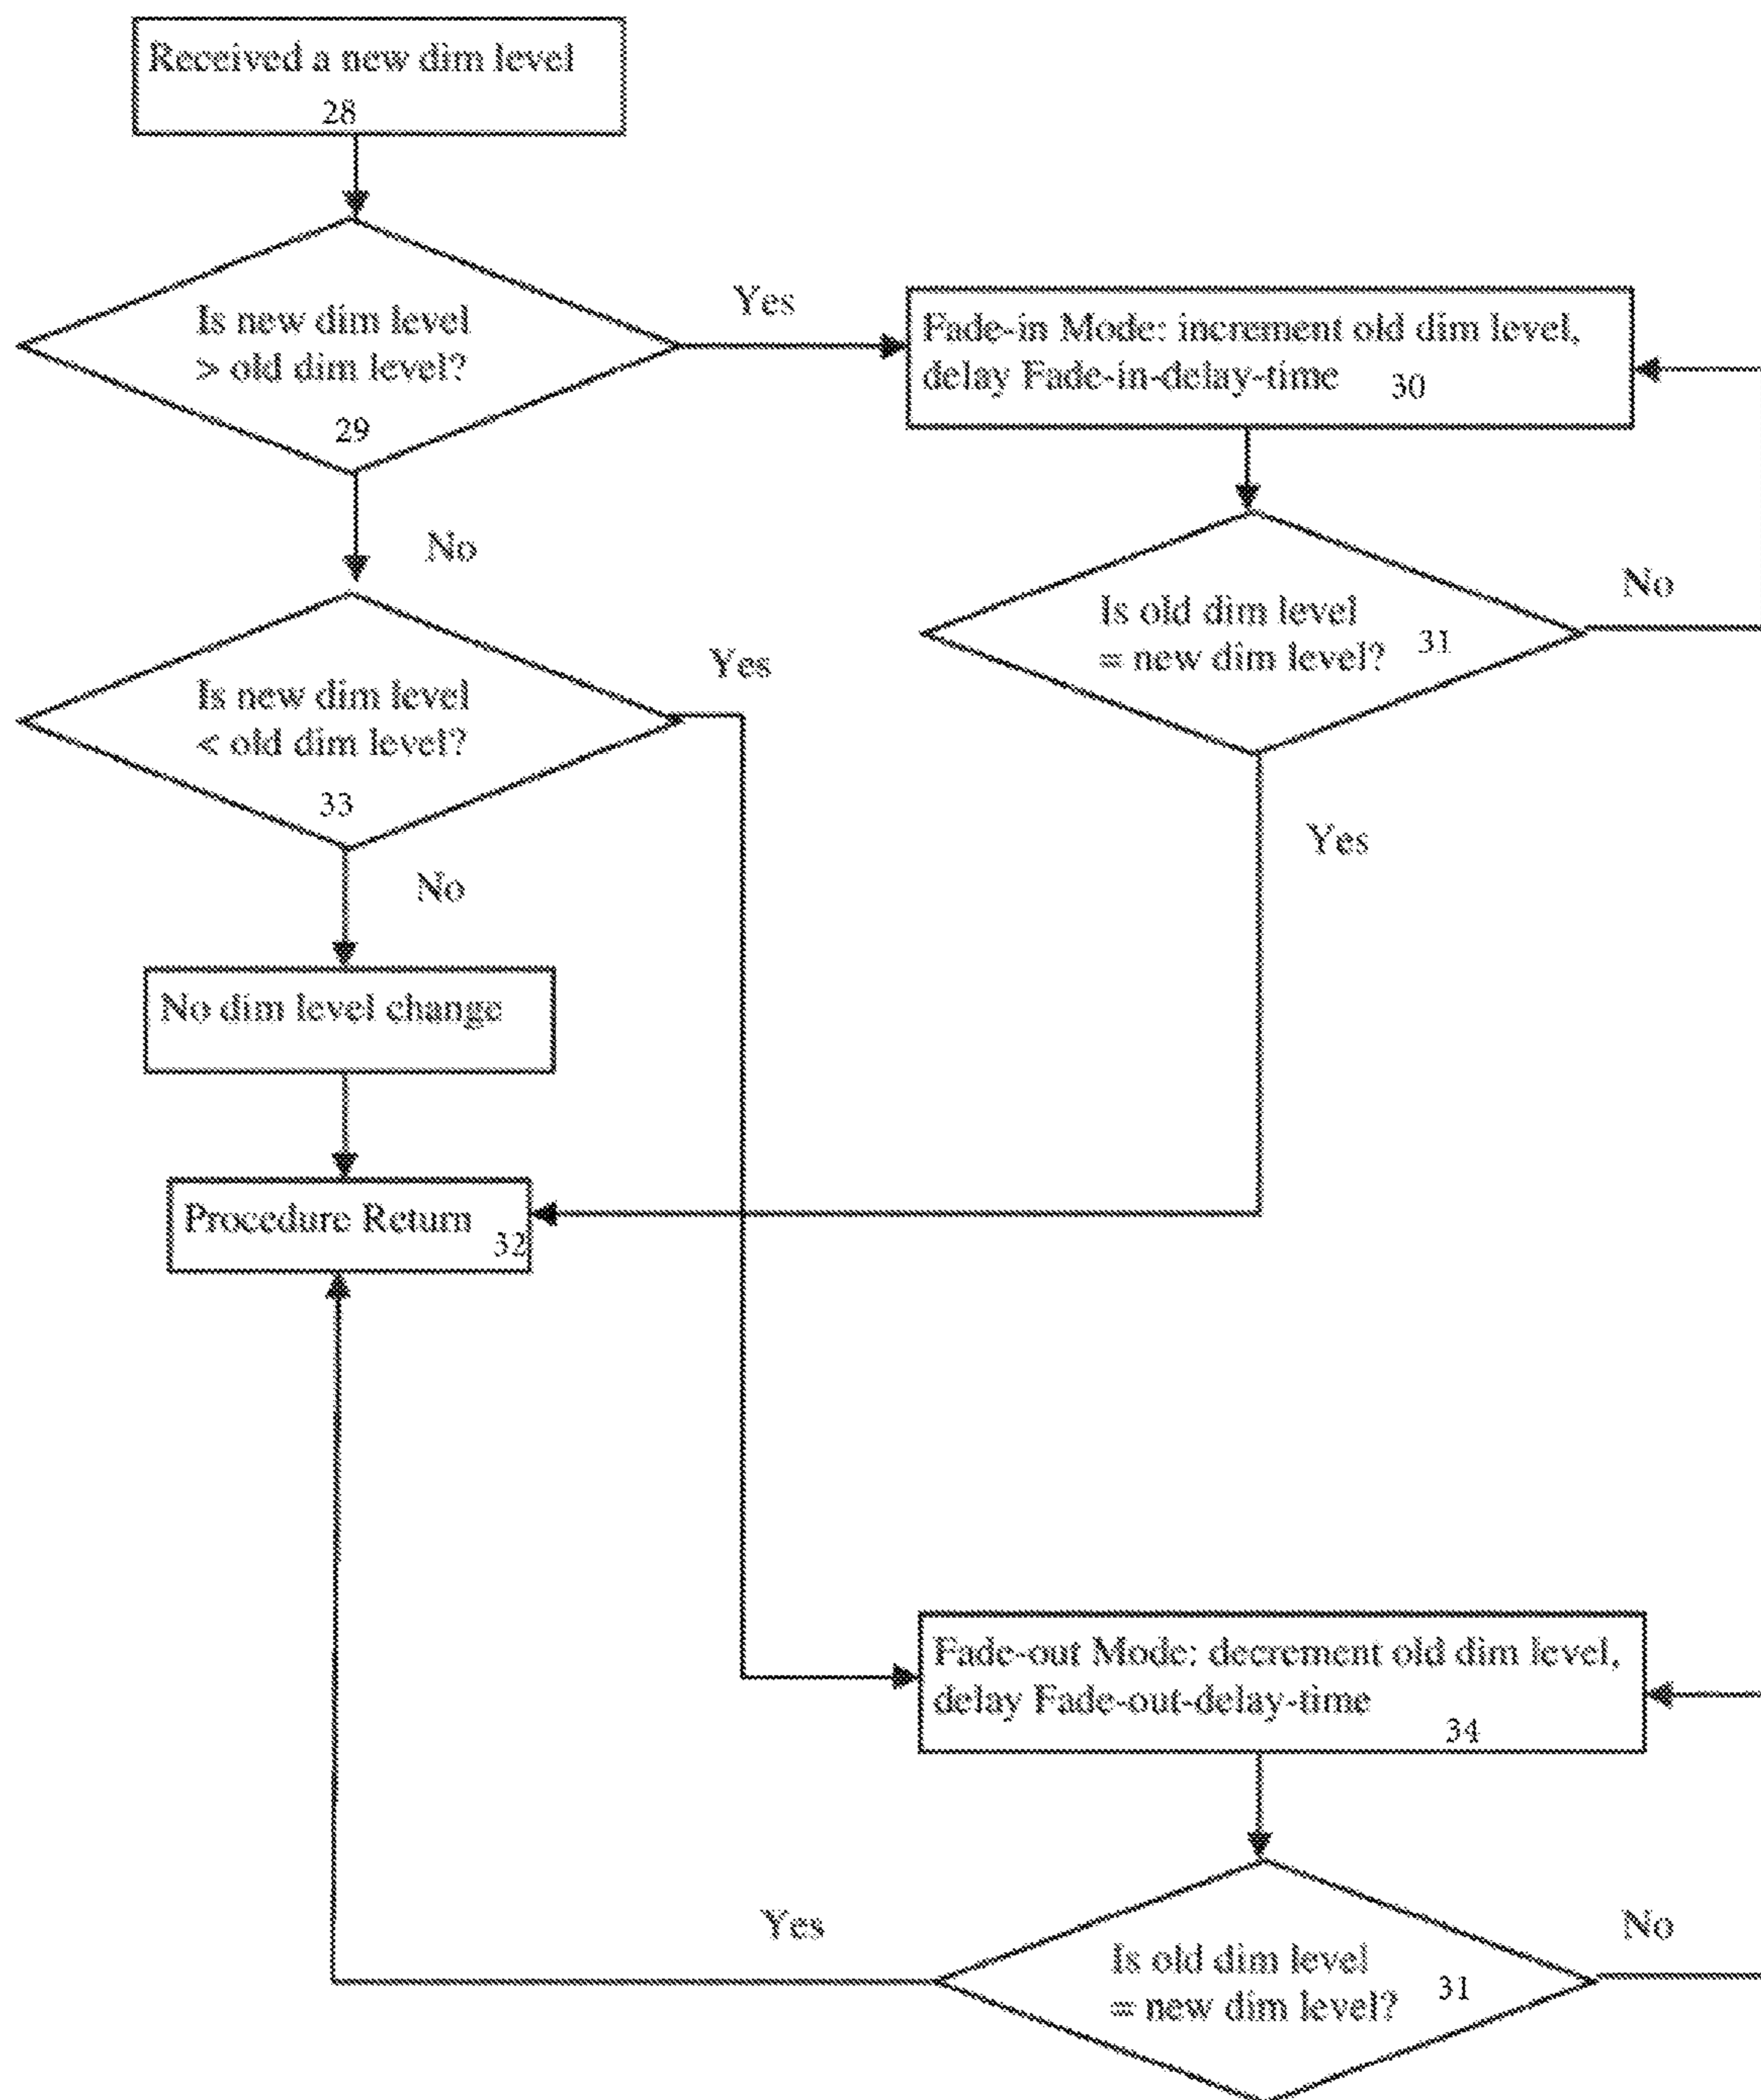 Received a new dim level
28
Is new dim level
> old dim level?
29
Yes
Fade-in Mode: increment old dim level,
delay Fade-in-delay-time 30
No
Is old dim level
= new dim level? 31
No
Yes
Is new dim level
< old dim level?
33
Yes
No
No dim level change
Procedure Return
32
Fade-out Mode: decrement old dim level,
delay Fade-out-delay-time
34
Yes
Is old dim level
= new dim level? 31
No